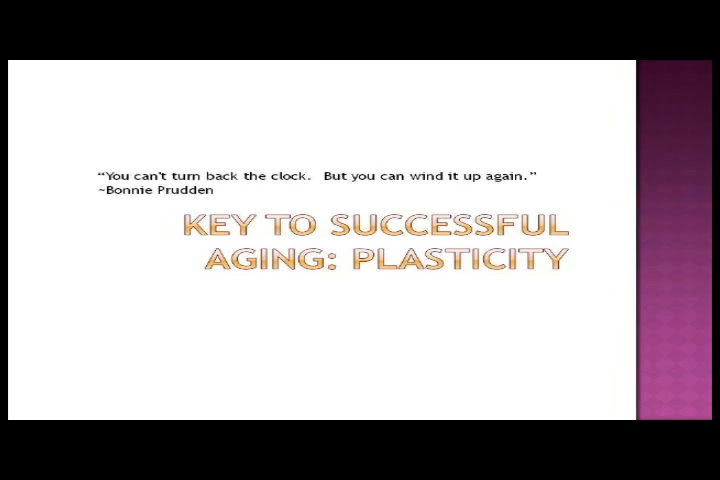 “You can't turn back the clock.  But you can wind it up again.”
~Bonnie Prudden
KEY TO SUCCESSFUL
AGING: PLASTICITY